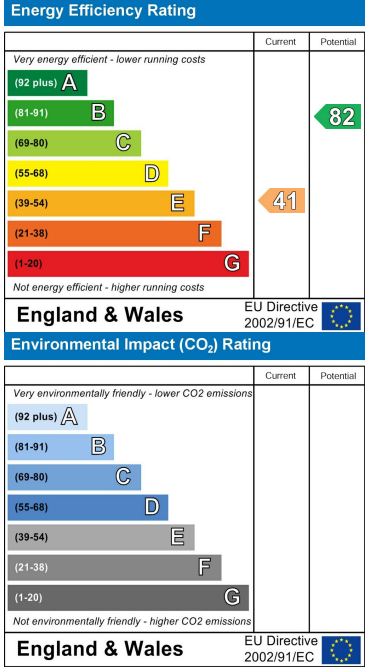 Energy Efficiency Rating
Current Potential
Very energy efficient - lower running costs
(92 plus) A
(81-91) B
(69-80) C
(55-68) D
(39-54) E
(21-38) F
(1-20) G
82
41
Not energy efficient - higher running costs
England & Wales
EU Directive
2002/91/EC
Environmental Impact (CO₂) Rating
Current Potential
Very environmentally friendly - lower CO2 emissions
(92 plus) A
(81-91) B
(69-80) C
(55-68) D
(39-54) E
(21-38) F
(1-20) G
Not environmentally friendly - higher CO2 emissions
England & Wales
EU Directive
2002/91/EC